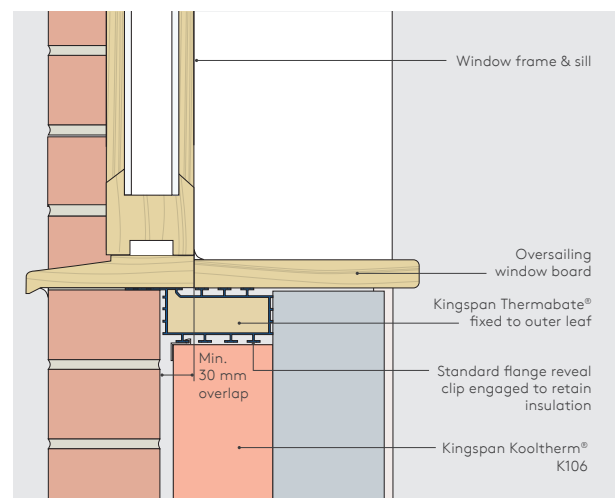 Window frame & sill
Oversailing
window board
Kingspan Thermabate®
fixed to outer leaf
Min.
30 mm
overlap
Standard flange reveal
clip engaged to retain
insulation
Kingspan Kooltherm®
K106